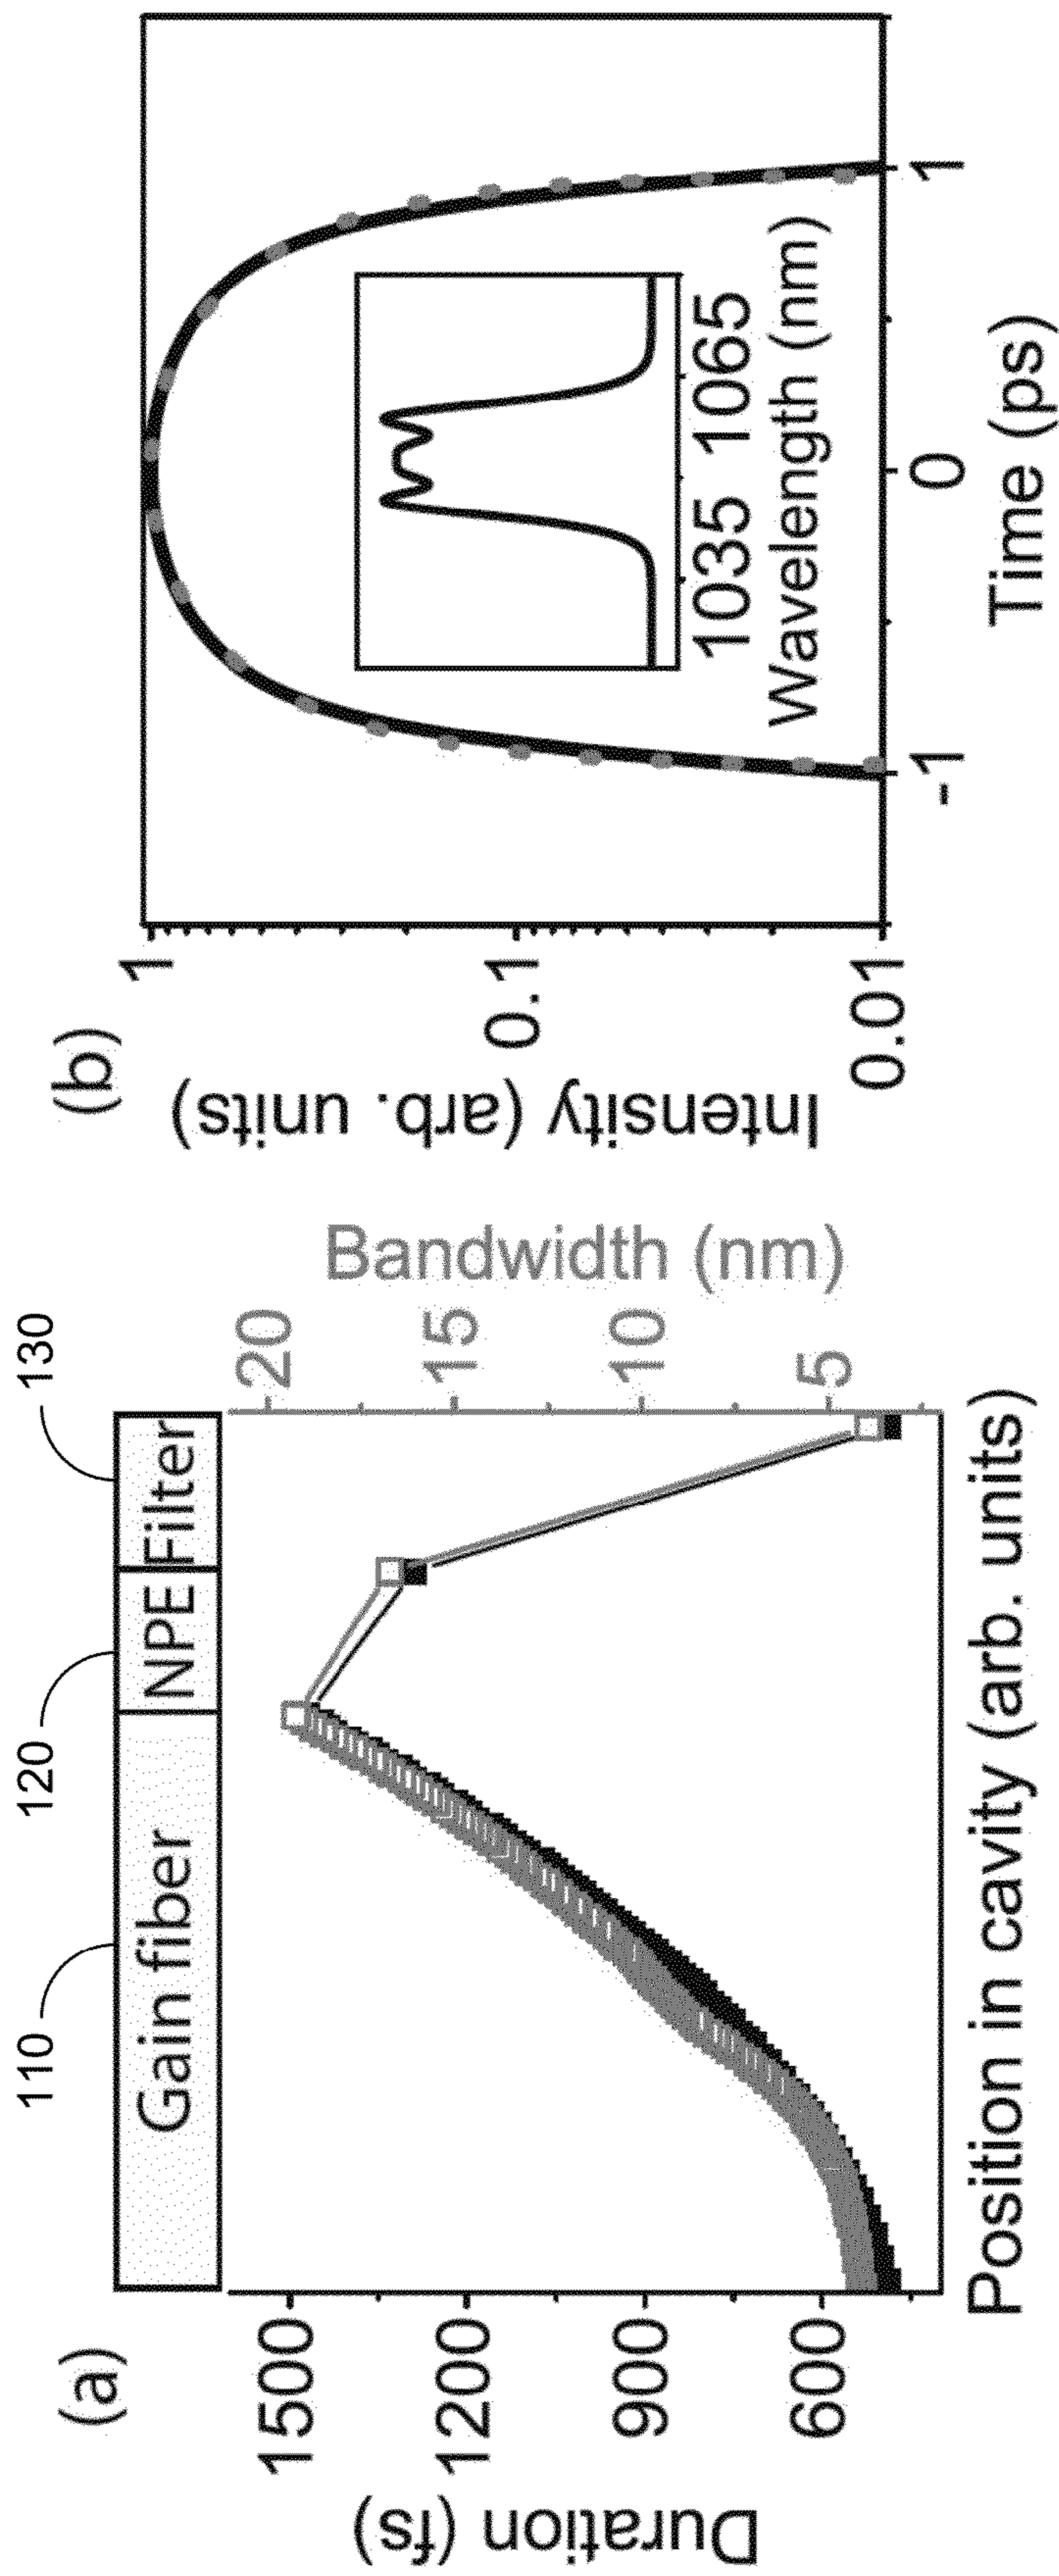 (a)
110
120
130
Gain fiber
NPE
Filter
1500
1200
900
600
Duration (fs)
20
15
10
5
Bandwidth (nm)
Position in cavity (arb. units)
(b)
1
0.1
0.01
Intensity (arb. units)
1035 1065
Wavelength (nm)
-1 0 1
Time (ps)